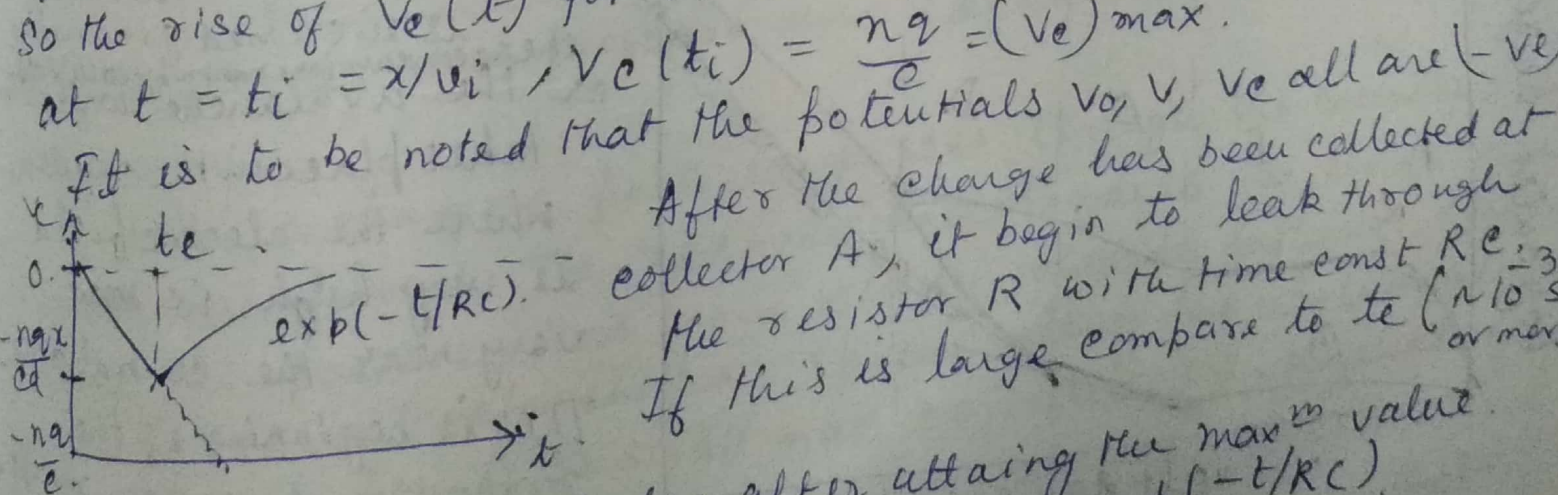 So the rise of Ve(t) for
at t = ti = x/vi , Vc(ti) = nq/c = (Ve)max.
It is to be noted that the potentials Vo, V, Ve all are (-ve)
After the charge has been collected at
collector A, it begin to leak through
the resistor R with time const RC.
If this is large compare to te (~10^-3 s
or mor
after attaing the max^m value.
(-t/RC)
te
0.
exp(-t/RC).
-nqx/cd
-nq/c.
t.